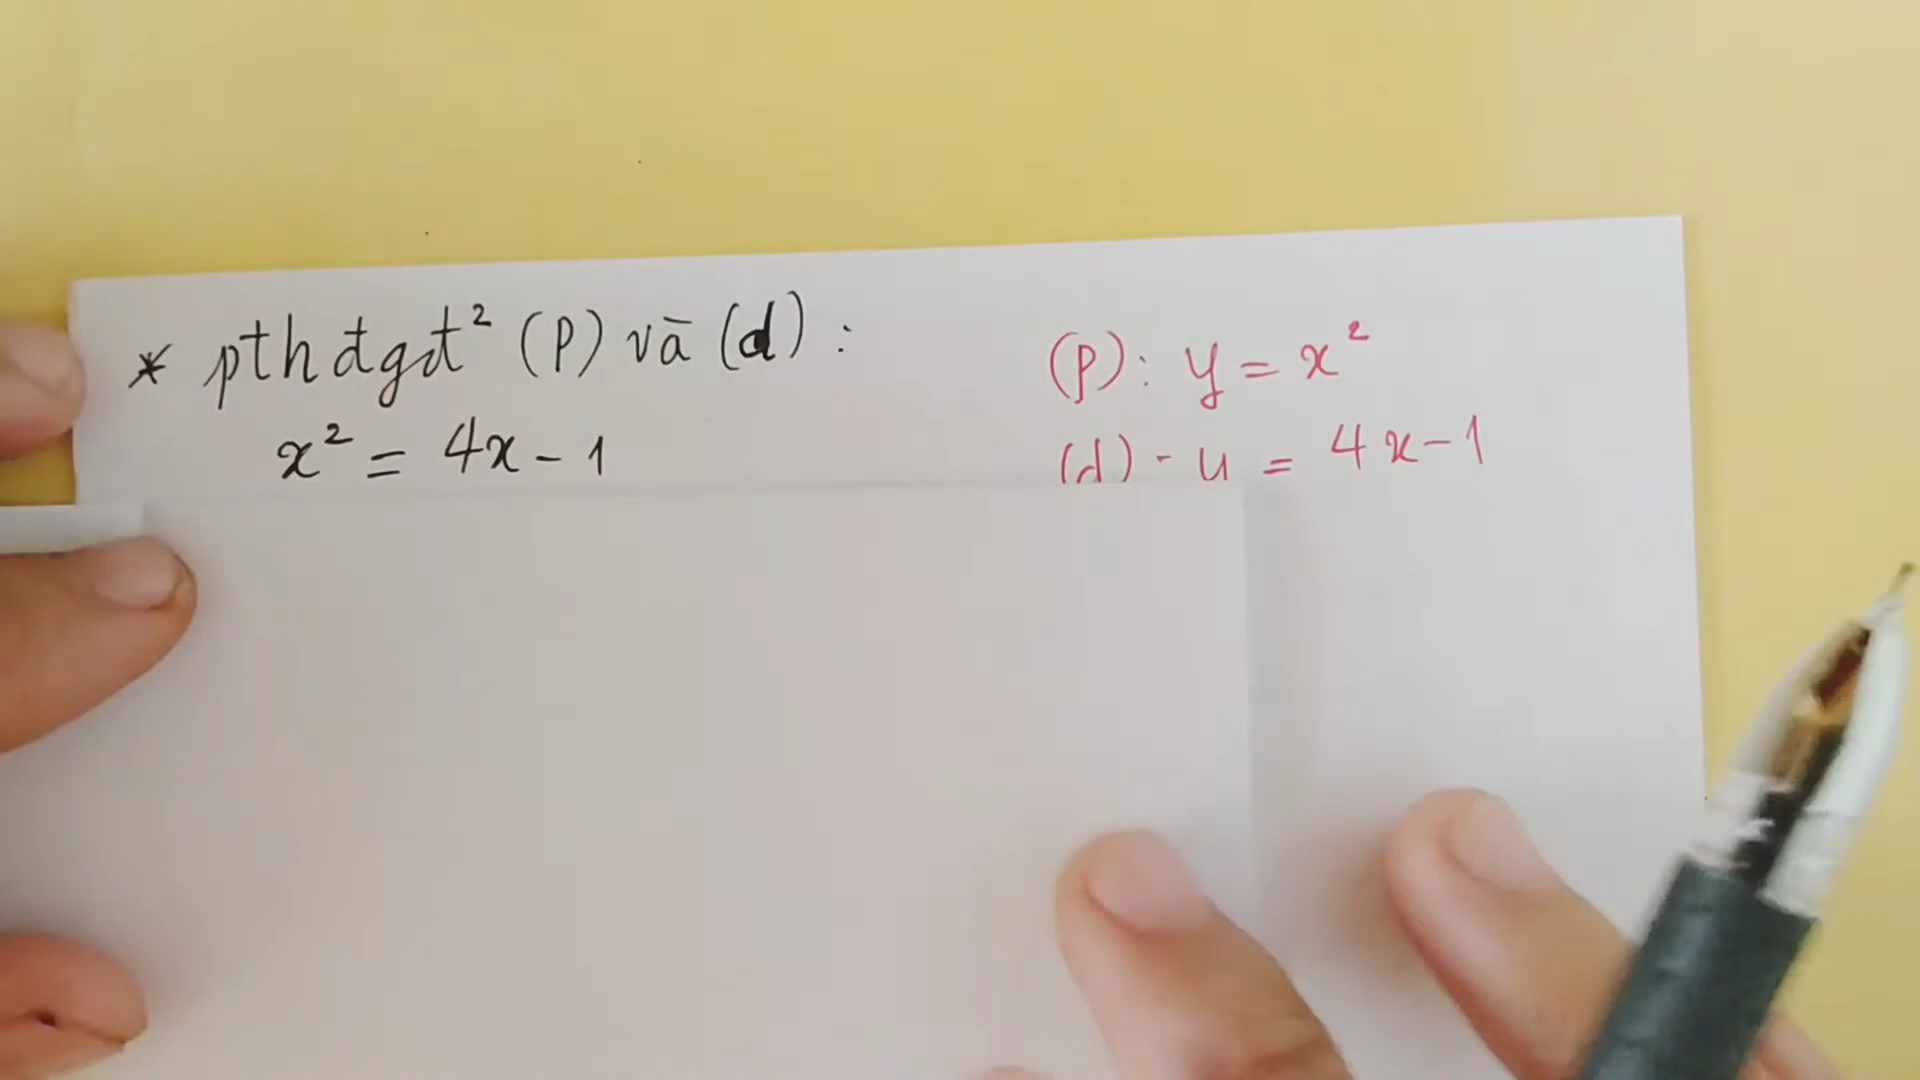 * pthđgđ² (P) và (d) :
x² = 4x - 1
(P): y = x²
(d) : y = 4x - 1